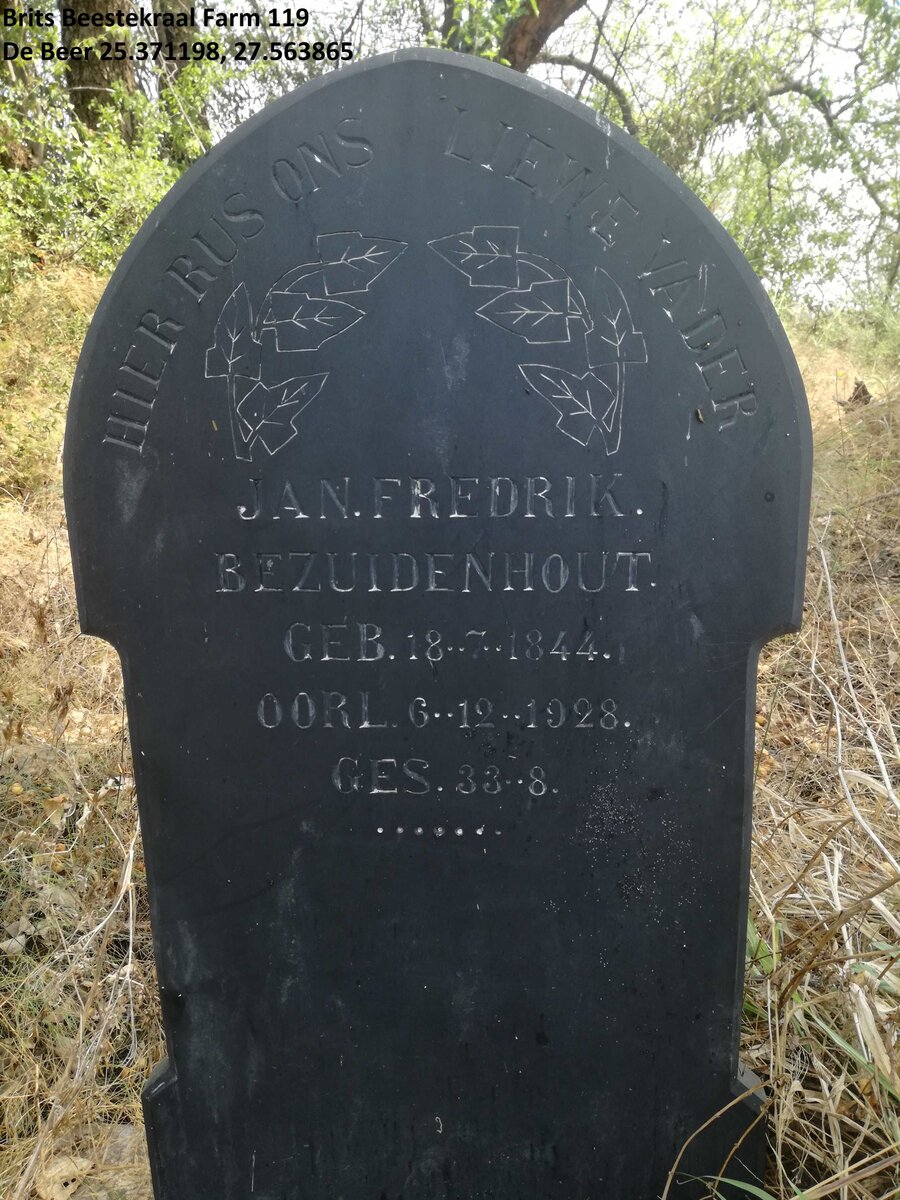 Brits Beestekraal Farm 119
De Beer 25.371198, 27.563865
HIER RUS ONS LIEWE VADER
JAN.FREDRIK.
BEZUIDENHOUT.
GEB.18..7..1844.
OORL.6..12..1928.
GES.33..8.